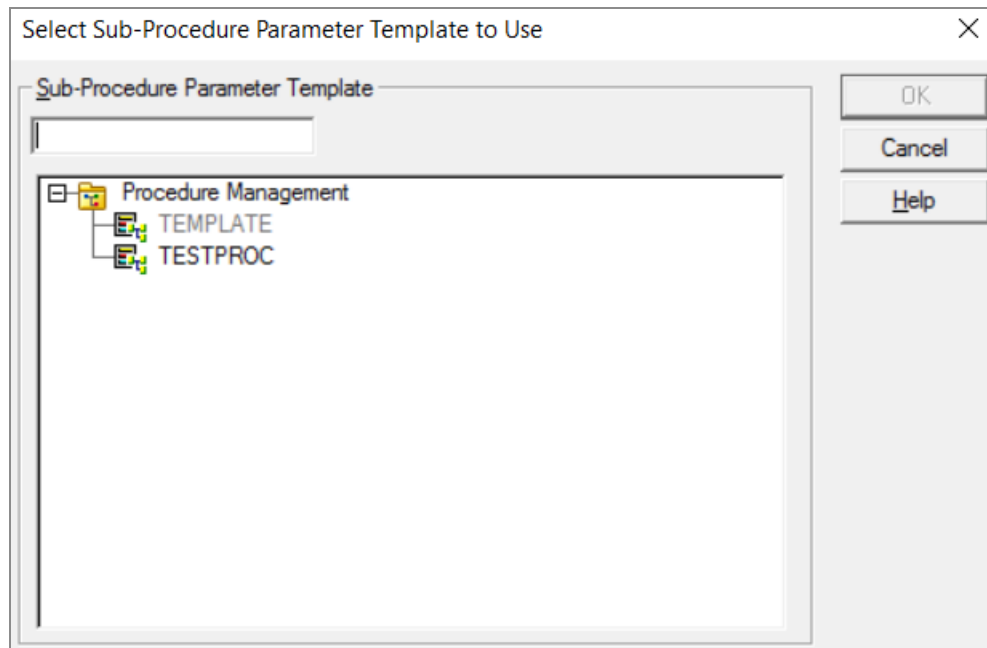 Select Sub-Procedure Parameter Template to Use
Sub-Procedure Parameter Template
OK
Cancel
Help
Procedure Management
TEMPLATE
TESTPROC